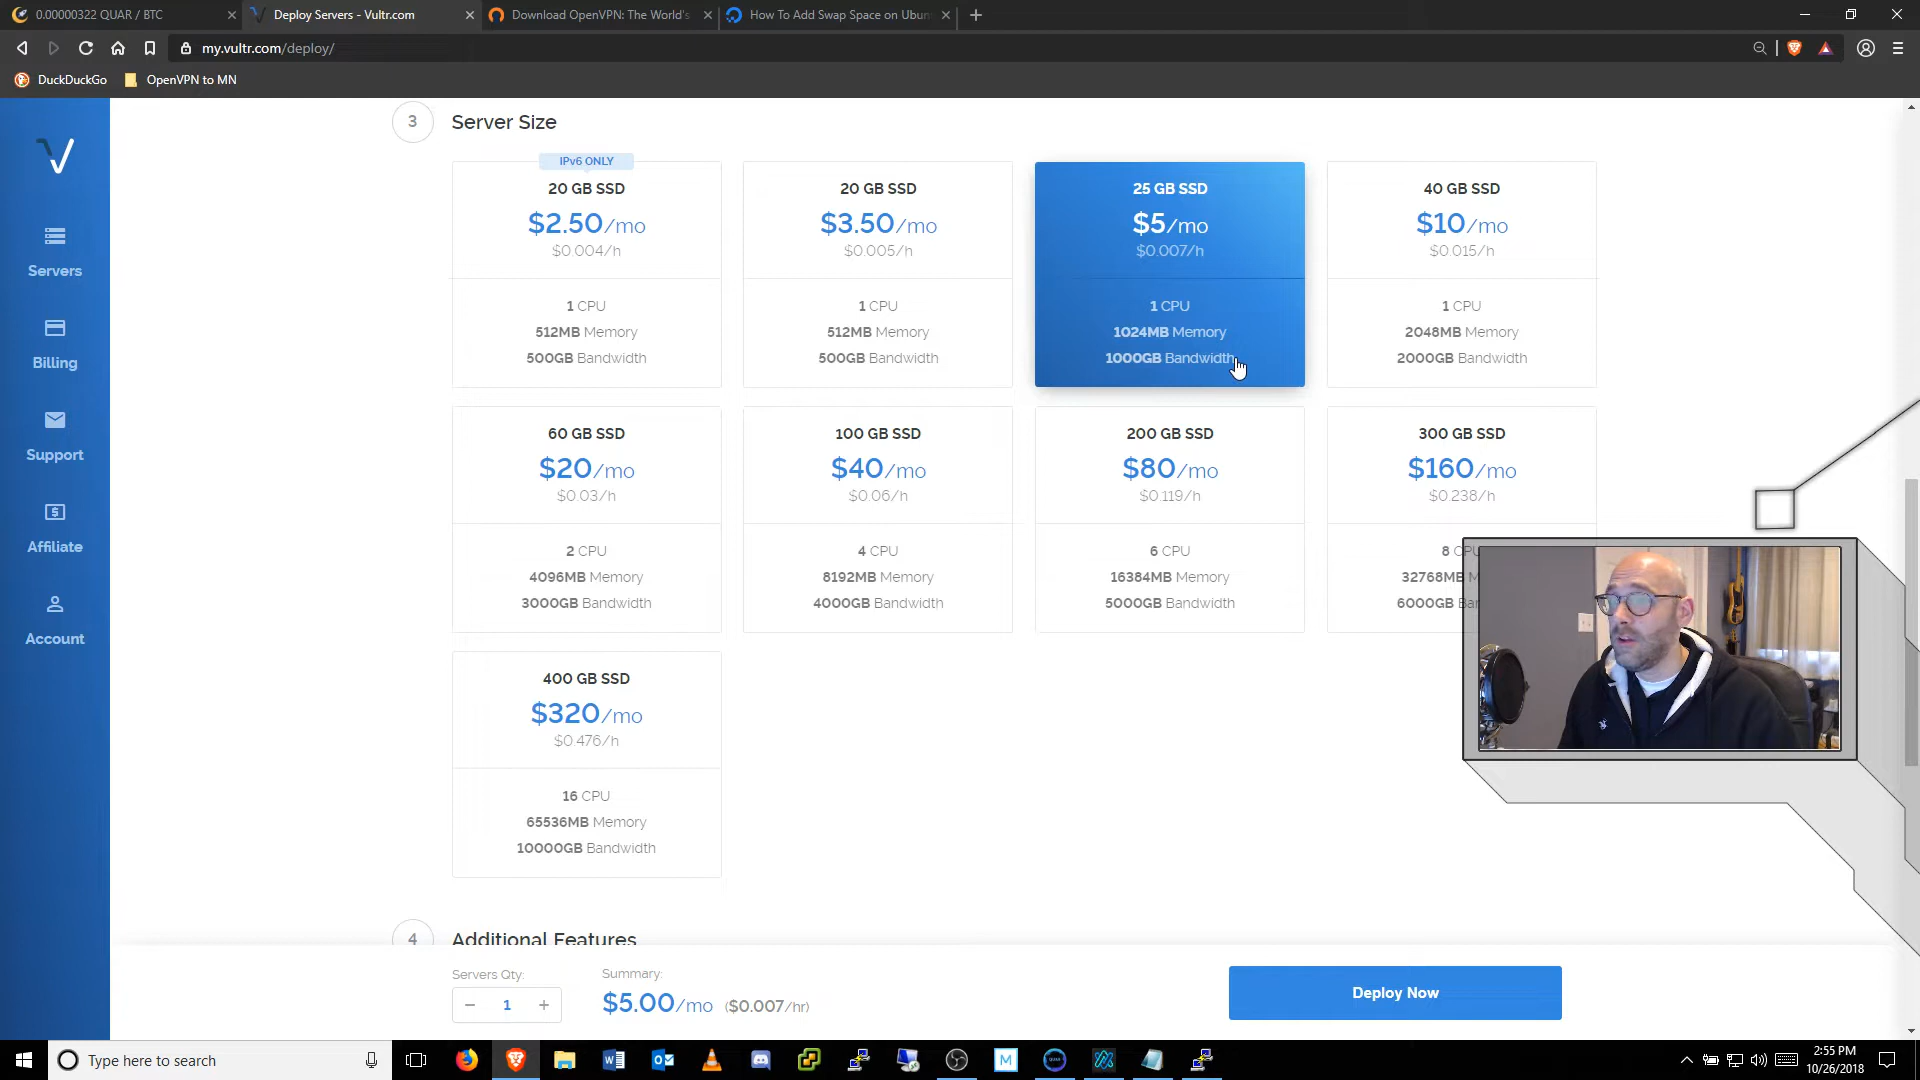 0.00000322 QUAR / BTC
Deploy Servers - Vultr.com
Download OpenVPN: The World's
How To Add Swap Space on Ubun
my.vultr.com/deploy/
DuckDuckGo
OpenVPN to MN
Servers
Billing
Support
Affiliate
Account
3
Server Size
IPv6 ONLY
20 GB SSD
$2.50/mo
$0.004/h
1 CPU
512MB Memory
500GB Bandwidth
20 GB SSD
$3.50/mo
$0.005/h
1 CPU
512MB Memory
500GB Bandwidth
25 GB SSD
$5/mo
$0.007/h
1 CPU
1024MB Memory
1000GB Bandwidth
40 GB SSD
$10/mo
$0.015/h
1 CPU
2048MB Memory
2000GB Bandwidth
60 GB SSD
$20/mo
$0.03/h
2 CPU
4096MB Memory
3000GB Bandwidth
100 GB SSD
$40/mo
$0.06/h
4 CPU
8192MB Memory
4000GB Bandwidth
200 GB SSD
$80/mo
$0.119/h
6 CPU
16384MB Memory
5000GB Bandwidth
300 GB SSD
$160/mo
$0.238/h
8 CPU
32768MB M
6000GB Ban
400 GB SSD
$320/mo
$0.476/h
16 CPU
65536MB Memory
10000GB Bandwidth
4
Additional Features
Servers Qty:
1
Summary:
$5.00/mo ($0.007/hr)
Deploy Now
Type here to search
2:55 PM
10/26/2018